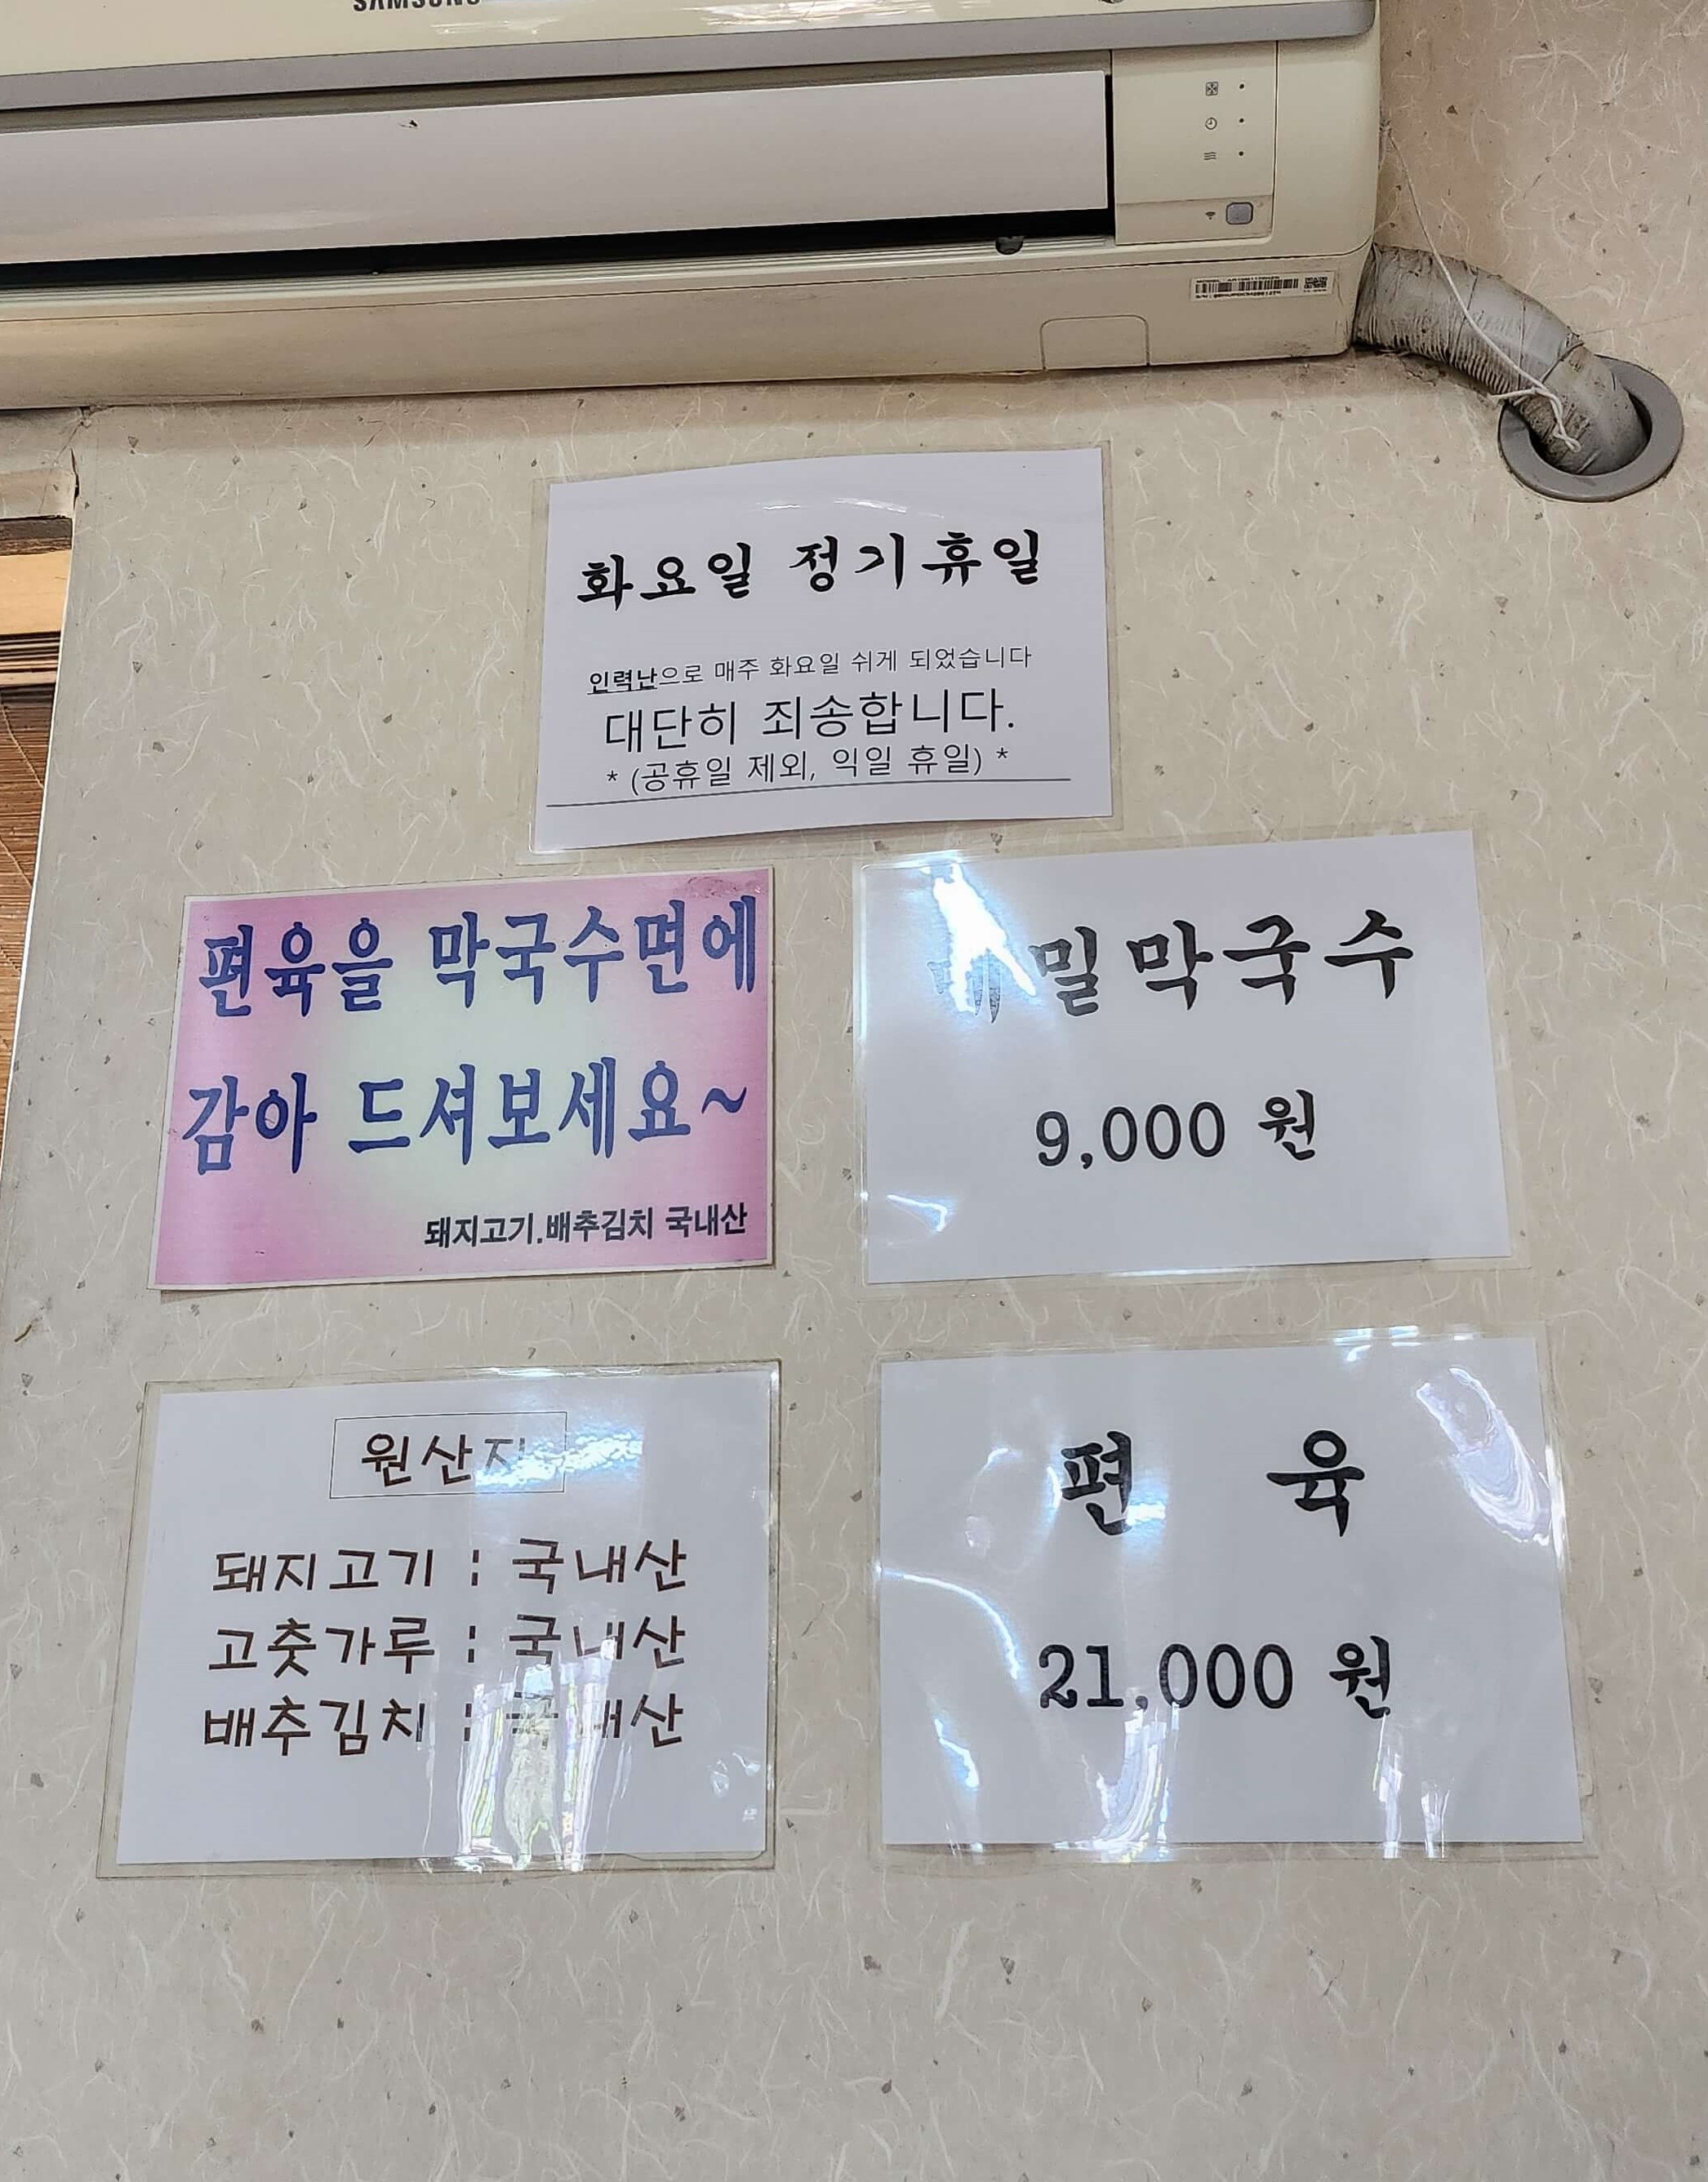 SAMSUNG
화요일 정기휴일
인력난으로 매주 화요일 쉬게 되었습니다
대단히 죄송합니다.
* (공휴일 제외, 익일 휴일) *
편육을 막국수면에
감아 드셔보세요~
돼지고기.배추김치 국내산
메밀막국수
9,000 원
원산지
돼지고기 : 국내산
고춧가루 : 국내산
배추김치 : 국내산
편 육
21,000 원